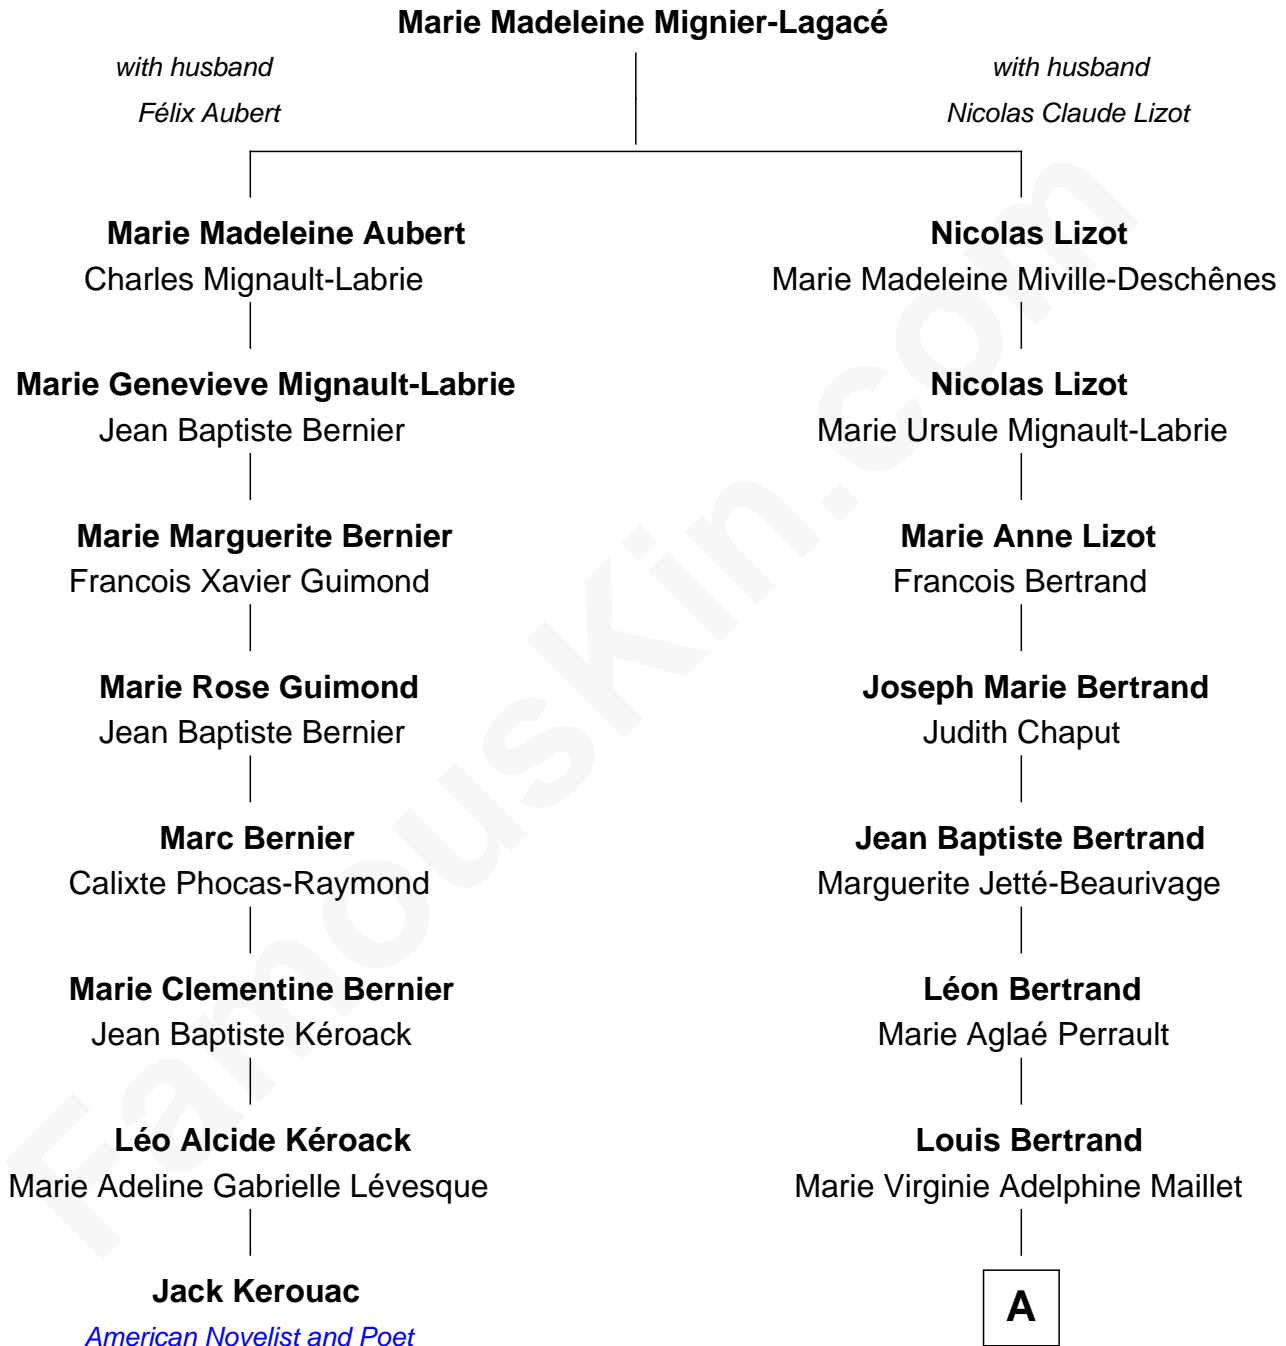 Marie Madeleine Mignier-Lagacé
with husband
Félix Aubert
with husband
Nicolas Claude Lizot
Marie Madeleine Aubert
Charles Mignault-Labrie
Nicolas Lizot
Marie Madeleine Miville-Deschênes
Marie Genevieve Mignault-Labrie
Jean Baptiste Bernier
Nicolas Lizot
Marie Ursule Mignault-Labrie
Marie Marguerite Bernier
Francois Xavier Guimond
Marie Anne Lizot
Francois Bertrand
Marie Rose Guimond
Jean Baptiste Bernier
Joseph Marie Bertrand
Judith Chaput
Marc Bernier
Calixte Phocas-Raymond
Jean Baptiste Bertrand
Marguerite Jetté-Beaurivage
Marie Clementine Bernier
Jean Baptiste Kéroack
Léon Bertrand
Marie Aglaé Perrault
Léo Alcide Kéroack
Marie Adeline Gabrielle Lévesque
Louis Bertrand
Marie Virginie Adelphine Maillet
Jack Kerouac
American Novelist and Poet
A
FamousKin.com